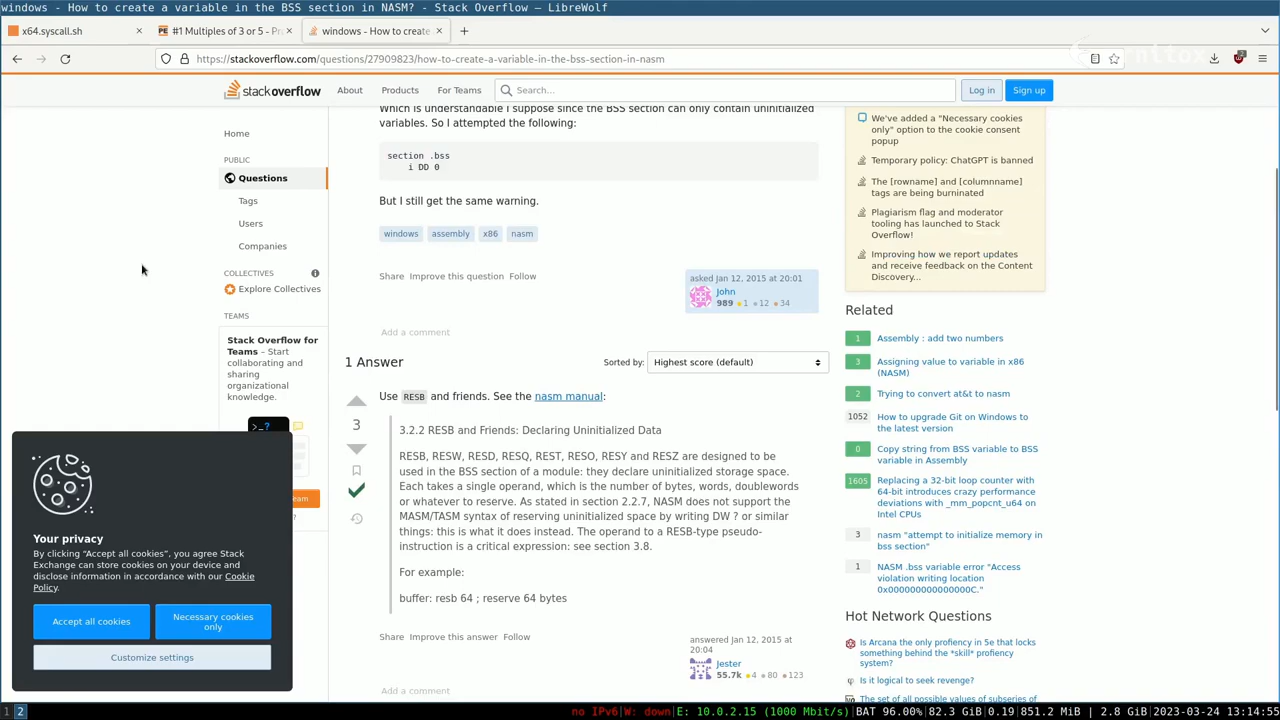 windows - How to create a variable in the BSS section in NASM? - Stack Overflow — LibreWolf
x64.syscall.sh
#1 Multiples of 3 or 5 - Pr
windows - How to create
https://stackoverflow.com/questions/27909823/how-to-create-a-variable-in-the-bss-section-in-nasm
2
stack overflow
About
Products
For Teams
Search...
Log in
Sign up
Home
PUBLIC
Questions
Tags
Users
Companies
COLLECTIVES
Explore Collectives
TEAMS
Stack Overflow for
Teams – Start
collaborating and
sharing
organizational
knowledge.
>_?
Which is understandable I suppose since the BSS section can only contain uninitialized
variables. So I attempted the following:
section .bss
i DD 0
But I still get the same warning.
windows
assembly
x86
nasm
Share Improve this question Follow
asked Jan 12, 2015 at 20:01
John
989 1 12 34
Add a comment
1 Answer
Sorted by:
Highest score (default)
3
Use RESB and friends. See the nasm manual:
3.2.2 RESB and Friends: Declaring Uninitialized Data
RESB, RESW, RESD, RESQ, REST, RESO, RESY and RESZ are designed to be
used in the BSS section of a module: they declare uninitialized storage space.
Each takes a single operand, which is the number of bytes, words, doublewords
or whatever to reserve. As stated in section 2.2.7, NASM does not support the
MASM/TASM syntax of reserving uninitialized space by writing DW ? or similar
things: this is what it does instead. The operand to a RESB-type pseudo-
instruction is a critical expression: see section 3.8.
For example:
buffer: resb 64 ; reserve 64 bytes
Share Improve this answer Follow
answered Jan 12, 2015 at
20:04
Jester
55.7k 4 80 123
Add a comment
We've added a "Necessary cookies
only" option to the cookie consent
popup
Temporary policy: ChatGPT is banned
The [rowname] and [columnname]
tags are being burninated
Plagiarism flag and moderator
tooling has launched to Stack
Overflow!
Improving how we report updates
and receive feedback on the Content
Discovery...
Related
1 Assembly : add two numbers
3 Assigning value to variable in x86
(NASM)
2 Trying to convert at&t to nasm
1052 How to upgrade Git on Windows to
the latest version
0 Copy string from BSS variable to BSS
variable in Assembly
1605 Replacing a 32-bit loop counter with
64-bit introduces crazy performance
deviations with _mm_popcnt_u64 on
Intel CPUs
3 nasm "attempt to initialize memory in
bss section"
1 NASM .bss variable error "Access
violation writing location
0x000000000000000C."
Hot Network Questions
Is Arcana the only profiency in 5e that locks
something behind the *skill* profiency
system?
Is it logical to seek revenge?
The set of all possible values of subseries of
Your privacy
By clicking “Accept all cookies”, you agree Stack
Exchange can store cookies on your device and
disclose information in accordance with our Cookie
Policy.
Accept all cookies
Necessary cookies
only
Customize settings
1 2
no IPv6|W: down|E: 10.0.2.15 (1000 Mbit/s)|BAT 96.00%|82.3 GiB|0.19|851.2 MiB | 2.8 GiB|2023-03-24 13:14:55